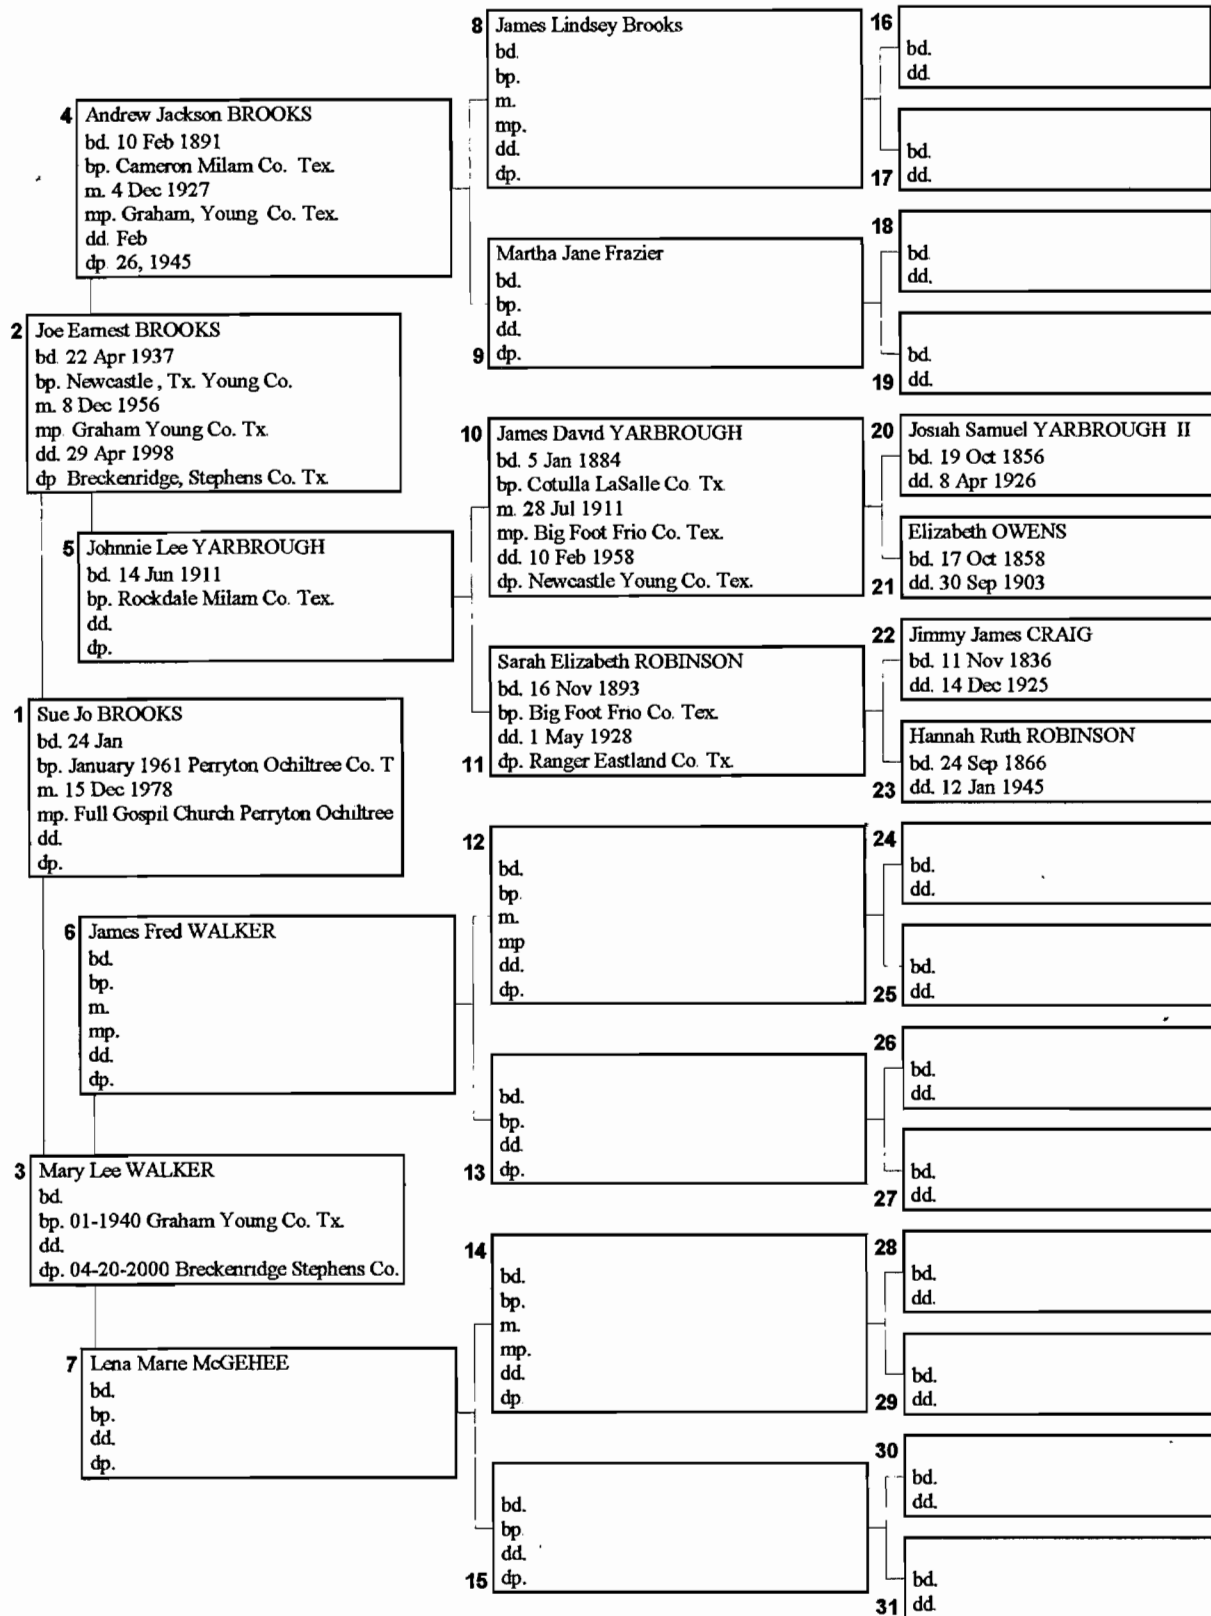 4
Andrew Jackson BROOKS
bd. 10 Feb 1891
bp. Cameron Milam Co. Tex.
m. 4 Dec 1927
mp. Graham, Young Co. Tex.
dd. Feb
dp 26, 1945
2
Joe Earnest BROOKS
bd. 22 Apr 1937
bp. Newcastle , Tx. Young Co.
m. 8 Dec 1956
mp. Graham Young Co. Tx.
dd. 29 Apr 1998
dp Breckenridge, Stephens Co. Tx.
5
Johnnie Lee YARBROUGH
bd. 14 Jun 1911
bp. Rockdale Milam Co. Tex.
dd.
dp.
1
Sue Jo BROOKS
bd. 24 Jan
bp. January 1961 Perryton Ochiltree Co. T
m. 15 Dec 1978
mp. Full Gospil Church Perryton Ochiltree
dd.
dp.
6
James Fred WALKER
bd.
bp.
m.
mp.
dd.
dp.
3
Mary Lee WALKER
bd.
bp. 01-1940 Graham Young Co. Tx.
dd.
dp. 04-20-2000 Breckenridge Stephens Co.
7
Lena Marie McGEHEE
bd.
bp.
dd.
dp.
8
James Lindsey Brooks
bd.
bp.
m.
mp.
dd.
dp.
Martha Jane Frazier
bd.
bp.
dd.
9 dp.
10
James David YARBROUGH
bd. 5 Jan 1884
bp. Cotulla LaSalle Co. Tx.
m. 28 Jul 1911
mp. Big Foot Frio Co. Tex.
dd. 10 Feb 1958
dp. Newcastle Young Co. Tex.
Sarah Elizabeth ROBINSON
bd. 16 Nov 1893
bp. Big Foot Frio Co. Tex.
dd. 1 May 1928
11 dp. Ranger Eastland Co. Tx.
12
bd.
bp.
m.
mp
dd.
dp.
bd.
bp.
dd.
13 dp.
14
bd.
bp.
m.
mp.
dd.
dp.
bd.
bp.
dd.
15 dp.
16
bd.
dd.
bd.
17 dd.
18
bd.
dd.
bd.
19 dd.
20
Josiah Samuel YARBROUGH II
bd. 19 Oct 1856
dd. 8 Apr 1926
Elizabeth OWENS
bd. 17 Oct 1858
21 dd. 30 Sep 1903
22
Jimmy James CRAIG
bd. 11 Nov 1836
dd. 14 Dec 1925
Hannah Ruth ROBINSON
bd. 24 Sep 1866
23 dd. 12 Jan 1945
24
bd.
dd.
bd.
25 dd.
26
bd.
dd.
bd.
27 dd.
28
bd.
dd.
bd.
29 dd.
30
bd.
dd.
bd.
31 dd.